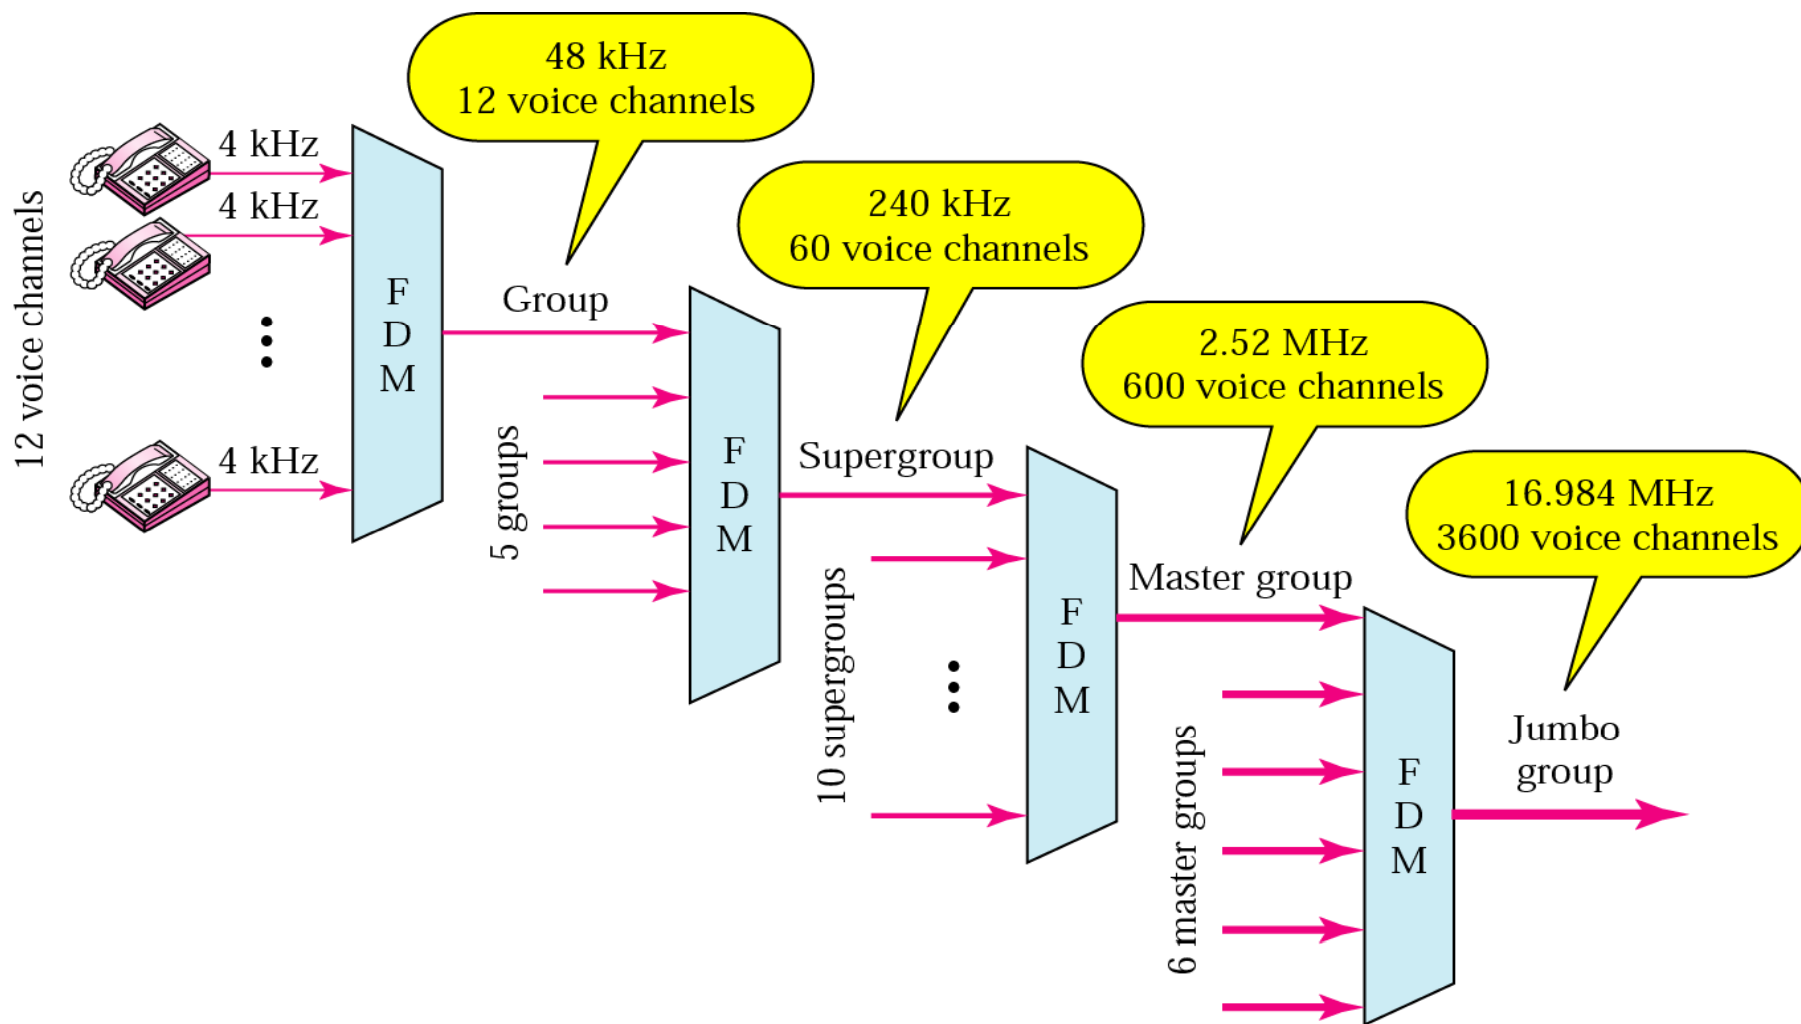 48 kHz
12 voice channels
12 voice channels
4 kHz
4 kHz
4 kHz
F
D
M
Group
240 kHz
60 voice channels
5 groups
F
D
M
Supergroup
2.52 MHz
600 voice channels
10 supergroups
F
D
M
Master group
16.984 MHz
3600 voice channels
6 master groups
F
D
M
Jumbo
group